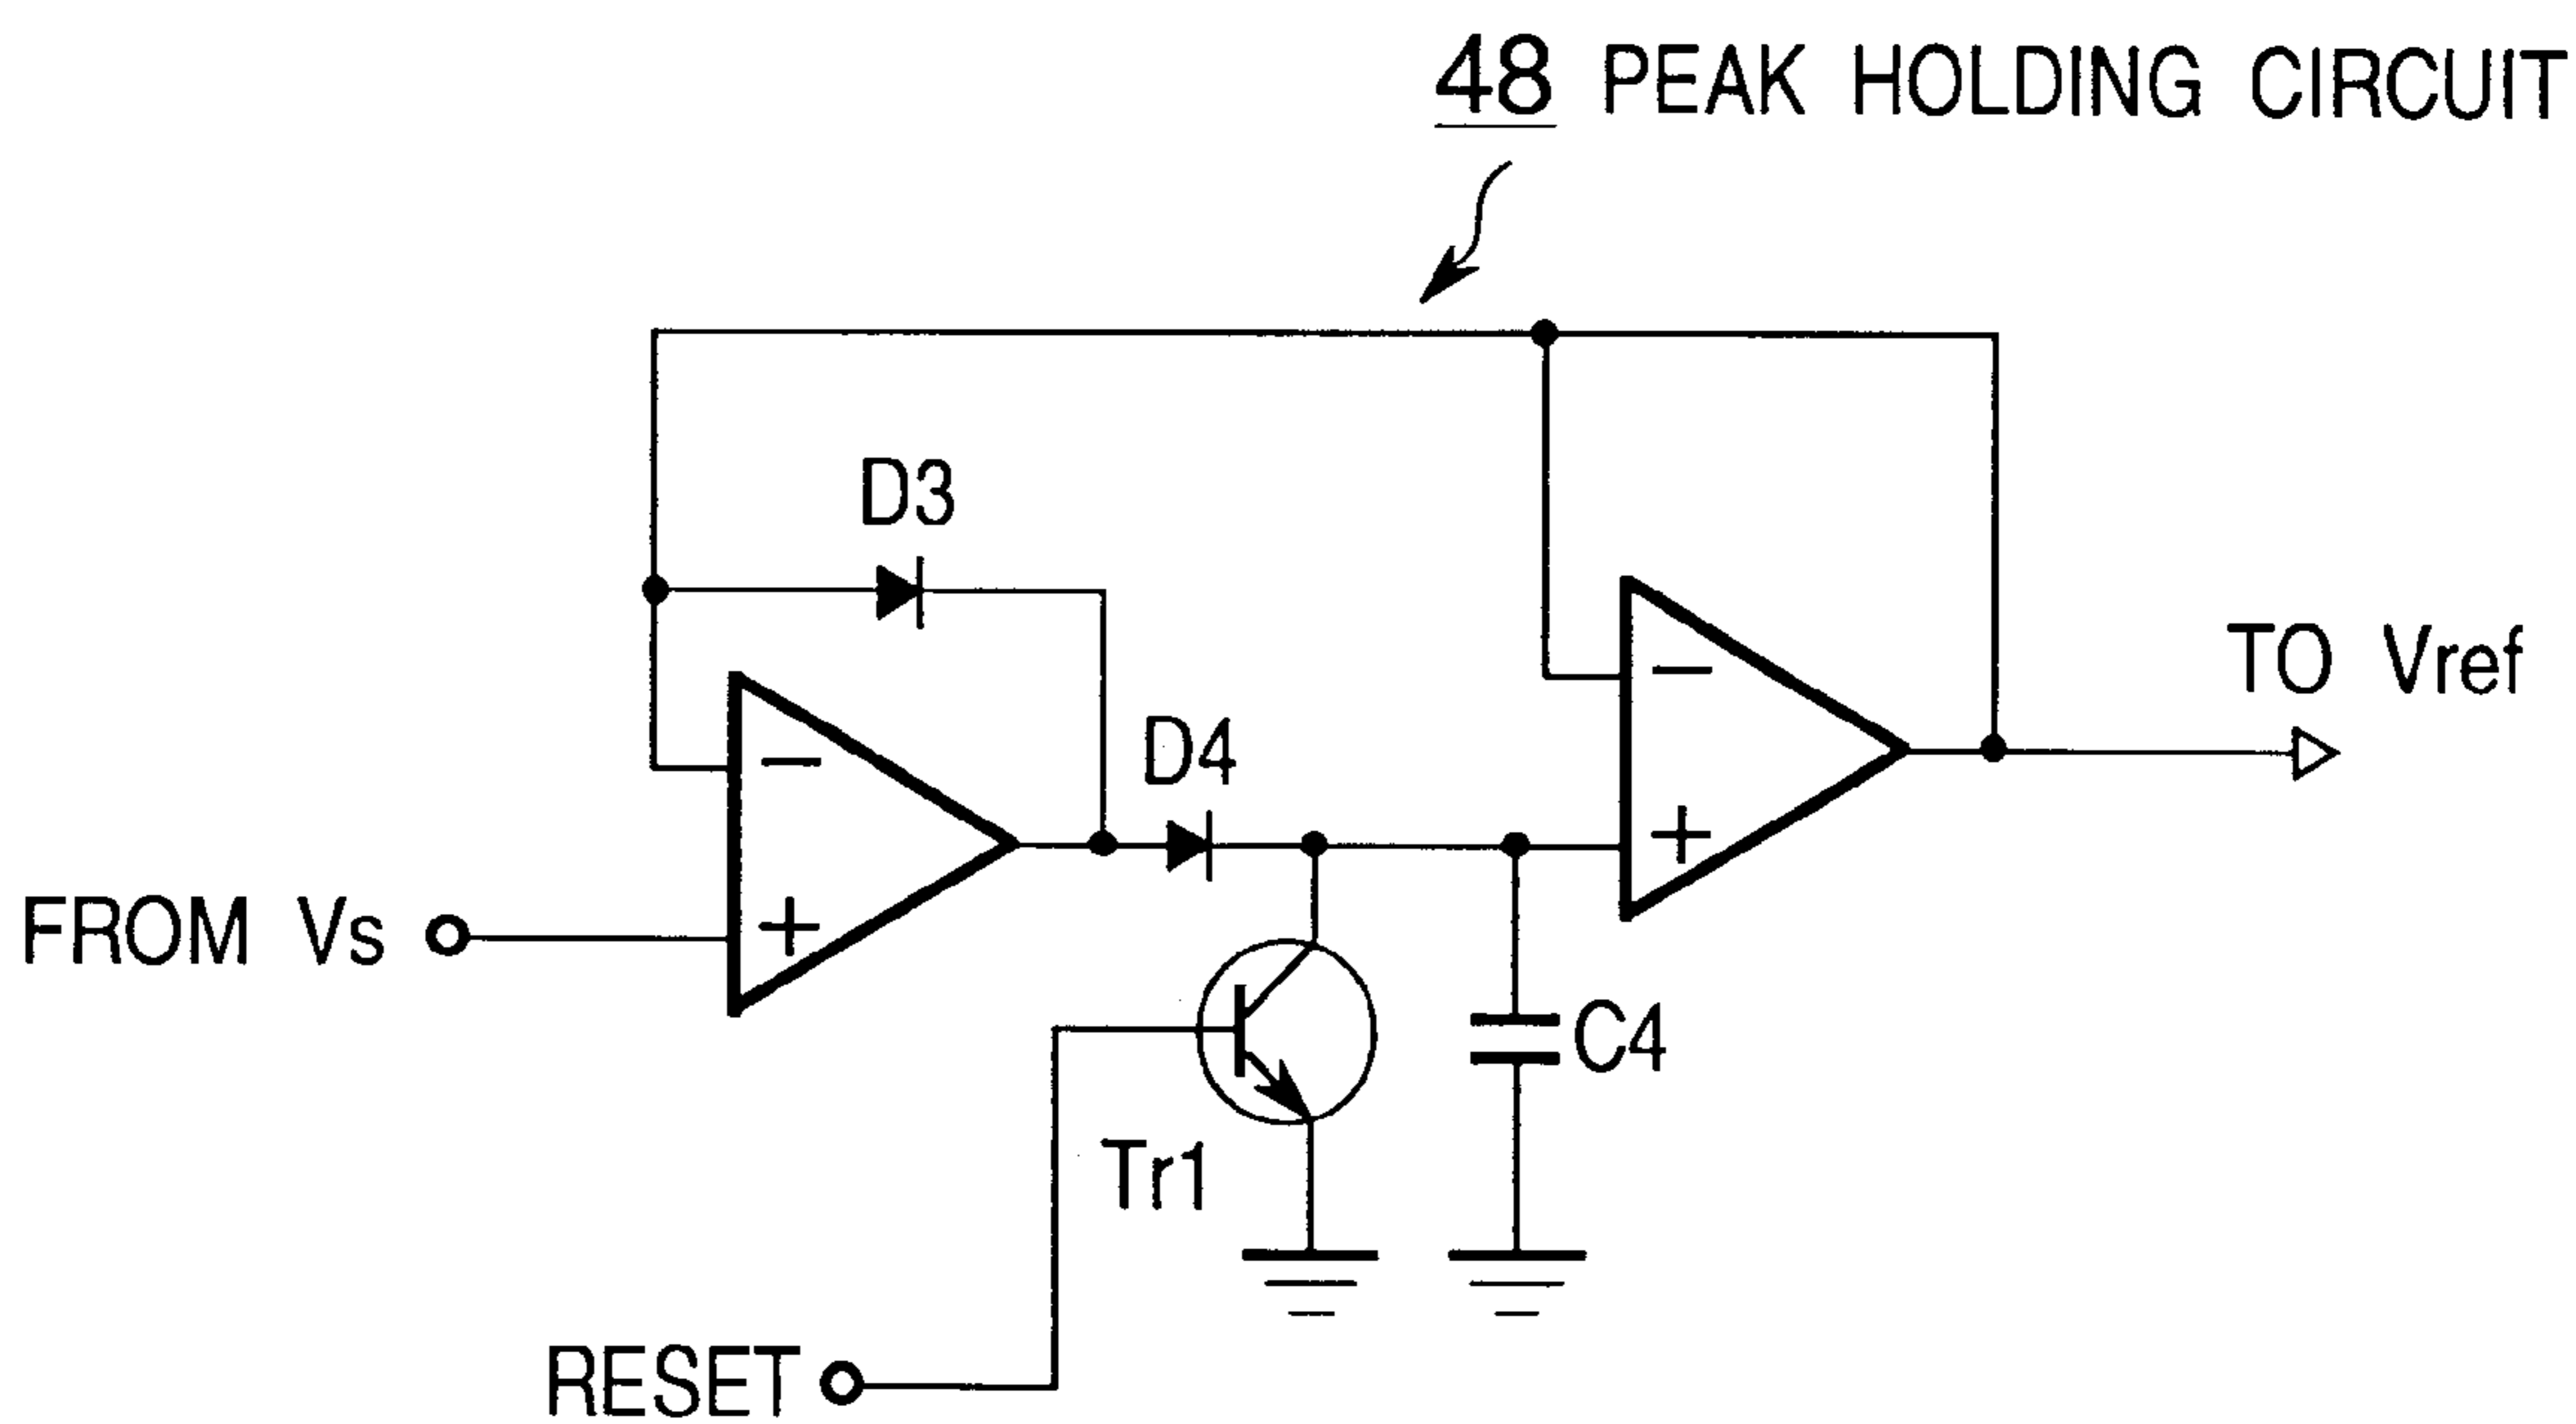 48 PEAK HOLDING CIRCUIT
D3
D4
TO Vref
−
+
−
+
FROM Vs
C4
Tr1
RESET